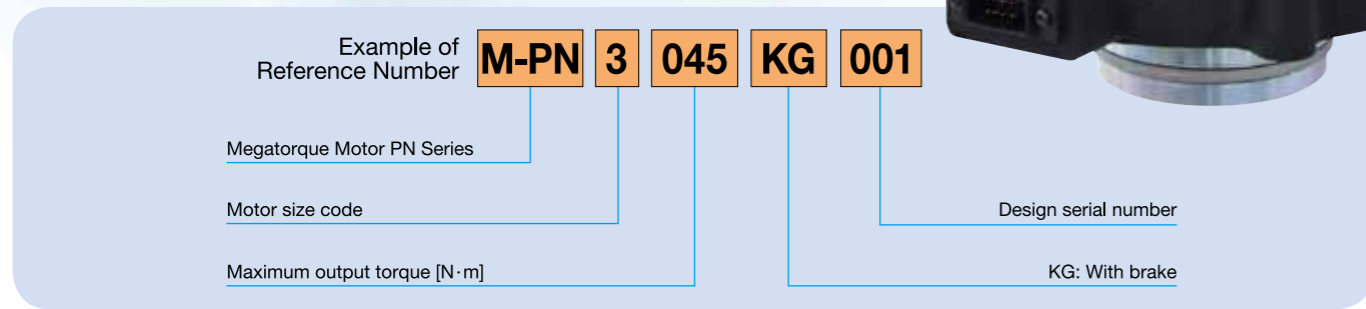 Example of
Reference Number
M-PN 3 045 KG 001
Megatorque Motor PN Series
Motor size code
Design serial number
Maximum output torque [N·m]
KG: With brake